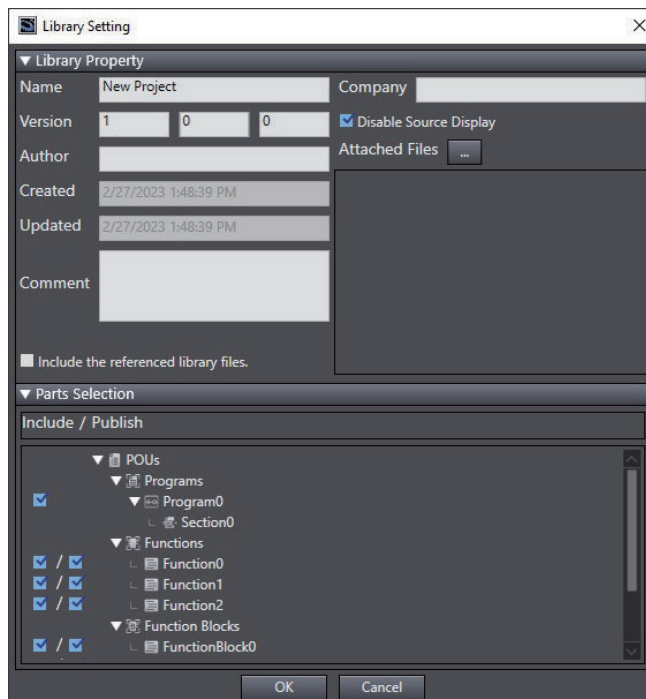 Library Setting
Library Property
Name New Project
Company
Version 1 0 0
Disable Source Display
Author
Attached Files ...
Created 2/27/2023 1:48:39 PM
Updated 2/27/2023 1:48:39 PM
Comment
Include the referenced library files.
Parts Selection
Include / Publish
POUs
Programs
Program0
Section0
Functions
/ Function0
/ Function1
/ Function2
Function Blocks
/ FunctionBlock0
OK Cancel